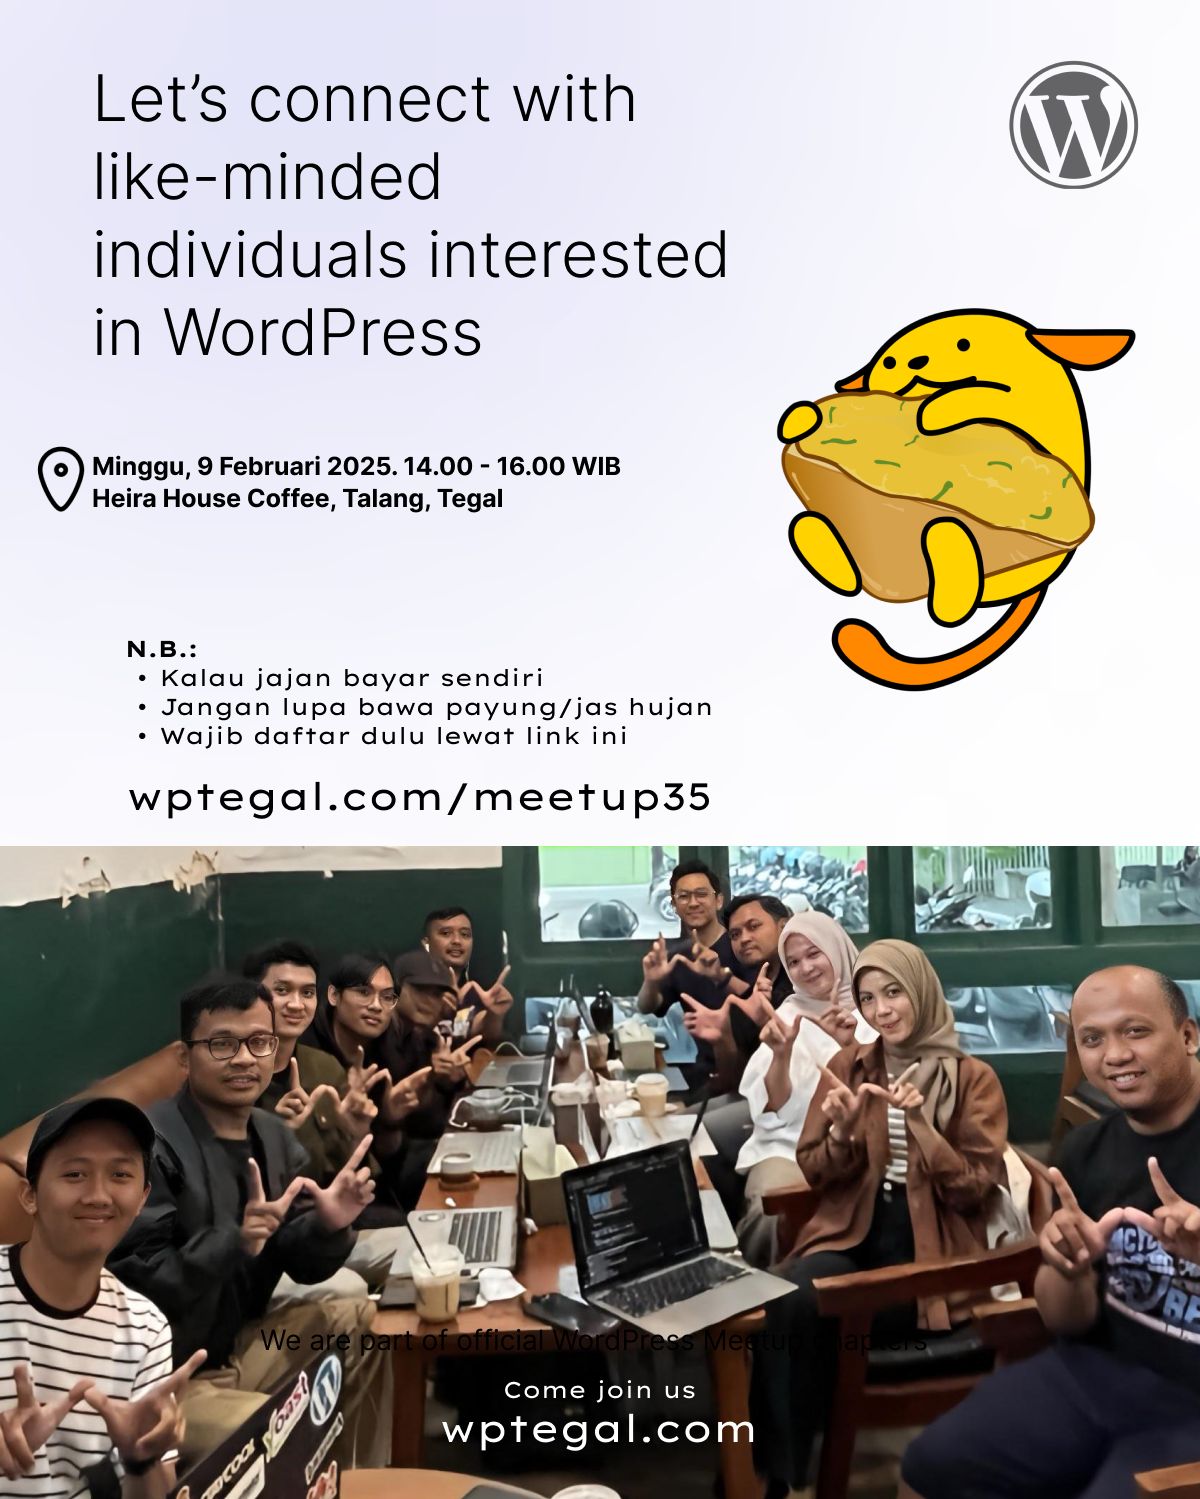 Let’s connect with
like-minded
individuals interested
in WordPress
Minggu, 9 Februari 2025. 14.00 - 16.00 WIB
Heira House Coffee, Talang, Tegal
N.B.:
• Kalau jajan bayar sendiri
• Jangan lupa bawa payung/jas hujan
• Wajib daftar dulu lewat link ini
wptegal.com/meetup35
We are part of official WordPress Meetup Chapters
Come join us
wptegal.com